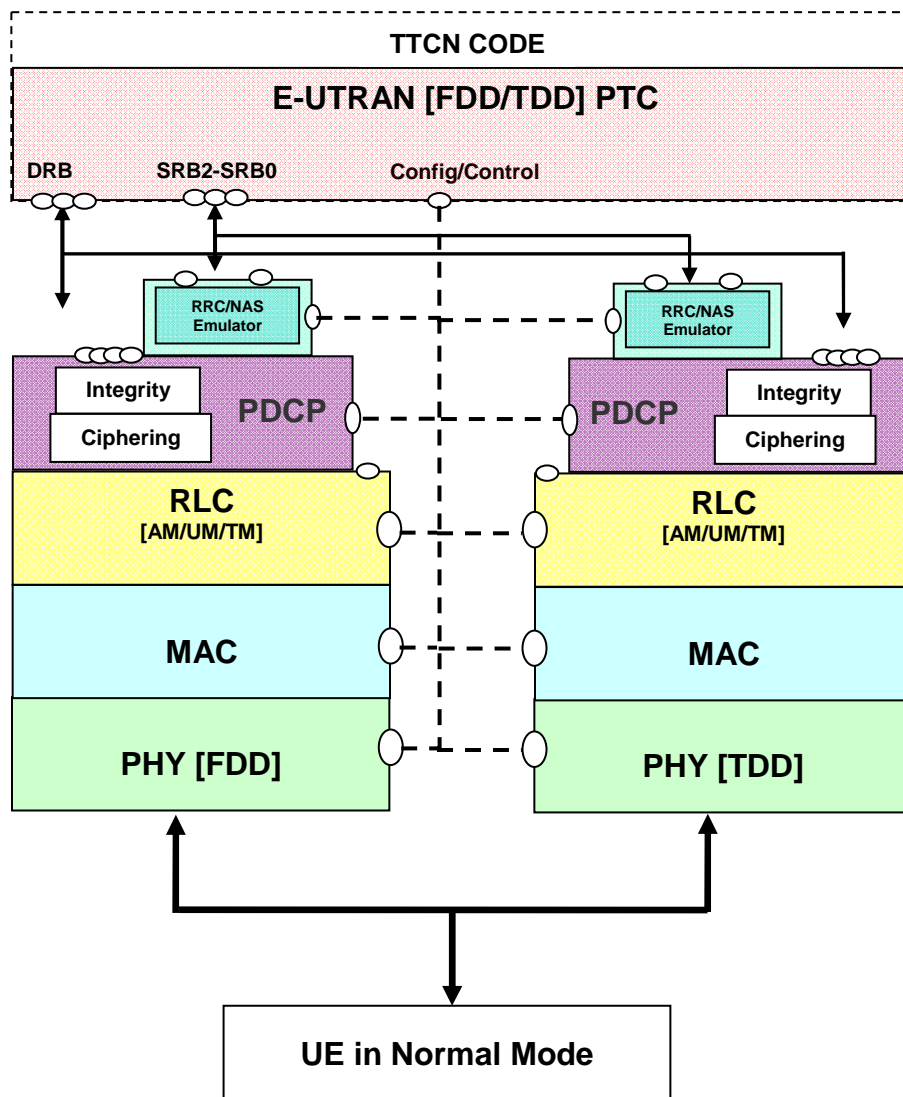 TTCN CODE
E-UTRAN [FDD/TDD] PTC
DRB
SRB2-SRB0
Config/Control
RRC/NAS
Emulator
RRC/NAS
Emulator
Integrity
Ciphering
PDCP
PDCP
Integrity
Ciphering
RLC
[AM/UM/TM]
RLC
[AM/UM/TM]
MAC
MAC
PHY [FDD]
PHY [TDD]
UE in Normal Mode